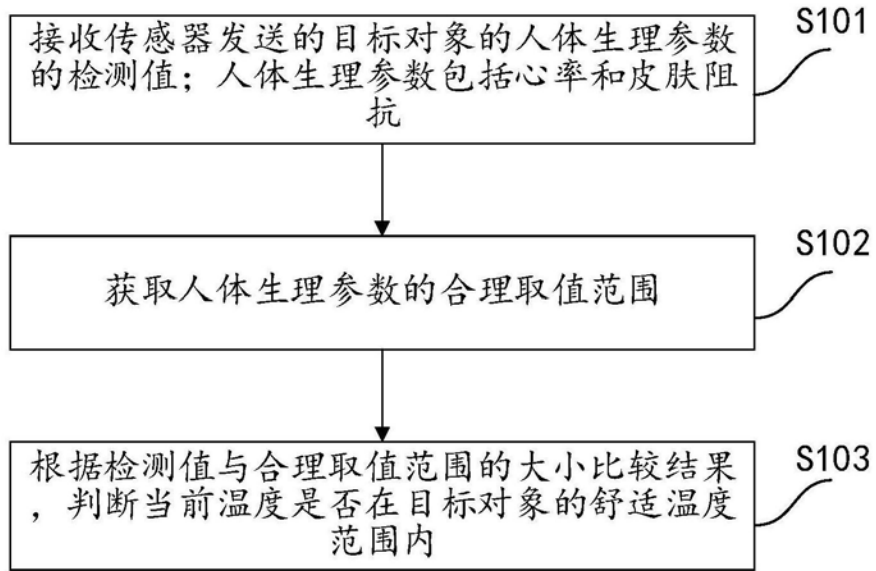 接收传感器发送的目标对象的人体生理参数
的检测值；人体生理参数包括心率和皮肤阻
抗
S101
获取人体生理参数的合理取值范围
S102
根据检测值与合理取值范围的大小比较结果
，判断当前温度是否在目标对象的舒适温度
范围内
S103